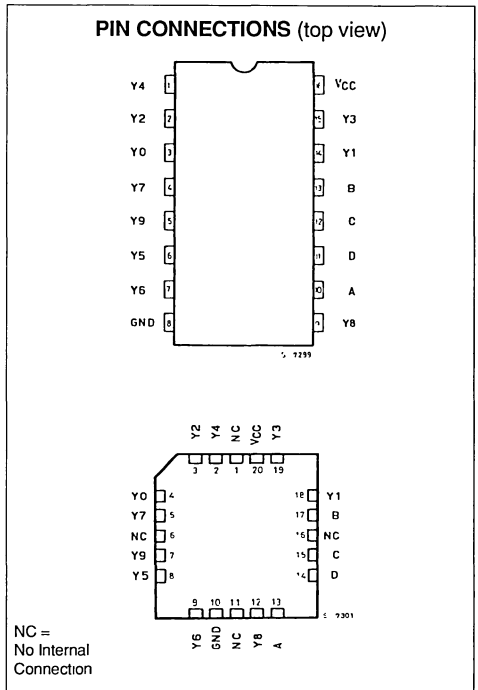 PIN CONNECTIONS (top view)
Y4 1
Y2 2
Y0 3
Y7 4
Y9 5
Y5 6
Y6 7
GND 8
VCC
15 Y3
14 Y1
13 B
12 C
11 D
10 A
9 Y8
S-7299
Y2 Y4 NC VCC Y3
3 2 1 20 19
Y0 4
Y7 5
NC 6
Y9 7
Y5 8
18 Y1
17 B
16 NC
15 C
14 D
9 10 11 12 13
Y6 GND NC Y8 A
S-7301
NC =
No Internal
Connection